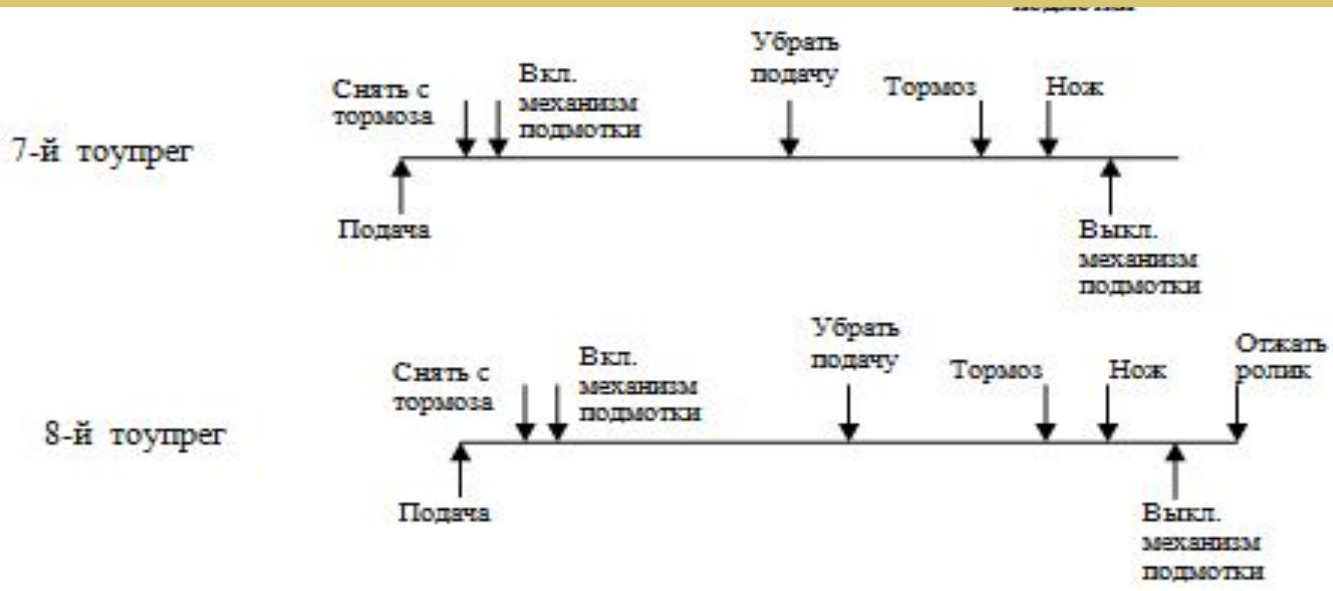 Убрать
подачу
Снять с
тормоза
Вкл.
механизм
подмотки
Тормоз
Нож
7-й тоупрег
Подача
Выкл.
механизм
подмотки
Убрать
подачу
Отжать
ролик
Снять с
тормоза
Вкл.
механизм
подмотки
Тормоз
Нож
8-й тоупрег
Подача
Выкл.
механизм
подмотки